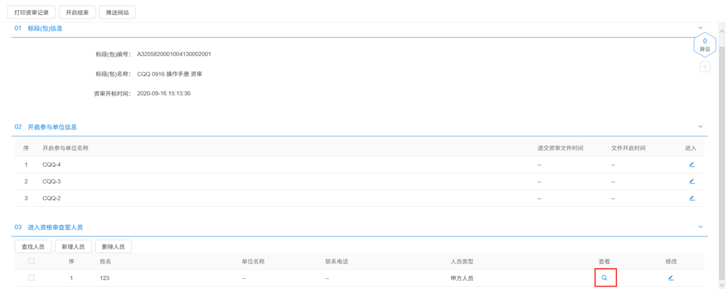 打印资审记录 开启结束 推送网站
01 标段(包)信息
0
异议
标段(包)编号： A3205820001004130002001
标段(包)名称： CQQ 0916 操作手册 资审
资审开标时间： 2020-09-16 15:13:36
02 开启参与单位信息
序 开启参与单位名称 递交资审文件时间 文件开启时间 进入
1 CQQ-4 -- --
2 CQQ-3 -- --
3 CQQ-2 -- --
03 进入资格审查室人员
查找人员 新增人员 删除人员
序 姓名 单位名称 联系电话 人员类型 查看 修改
1 123 -- -- 甲方人员